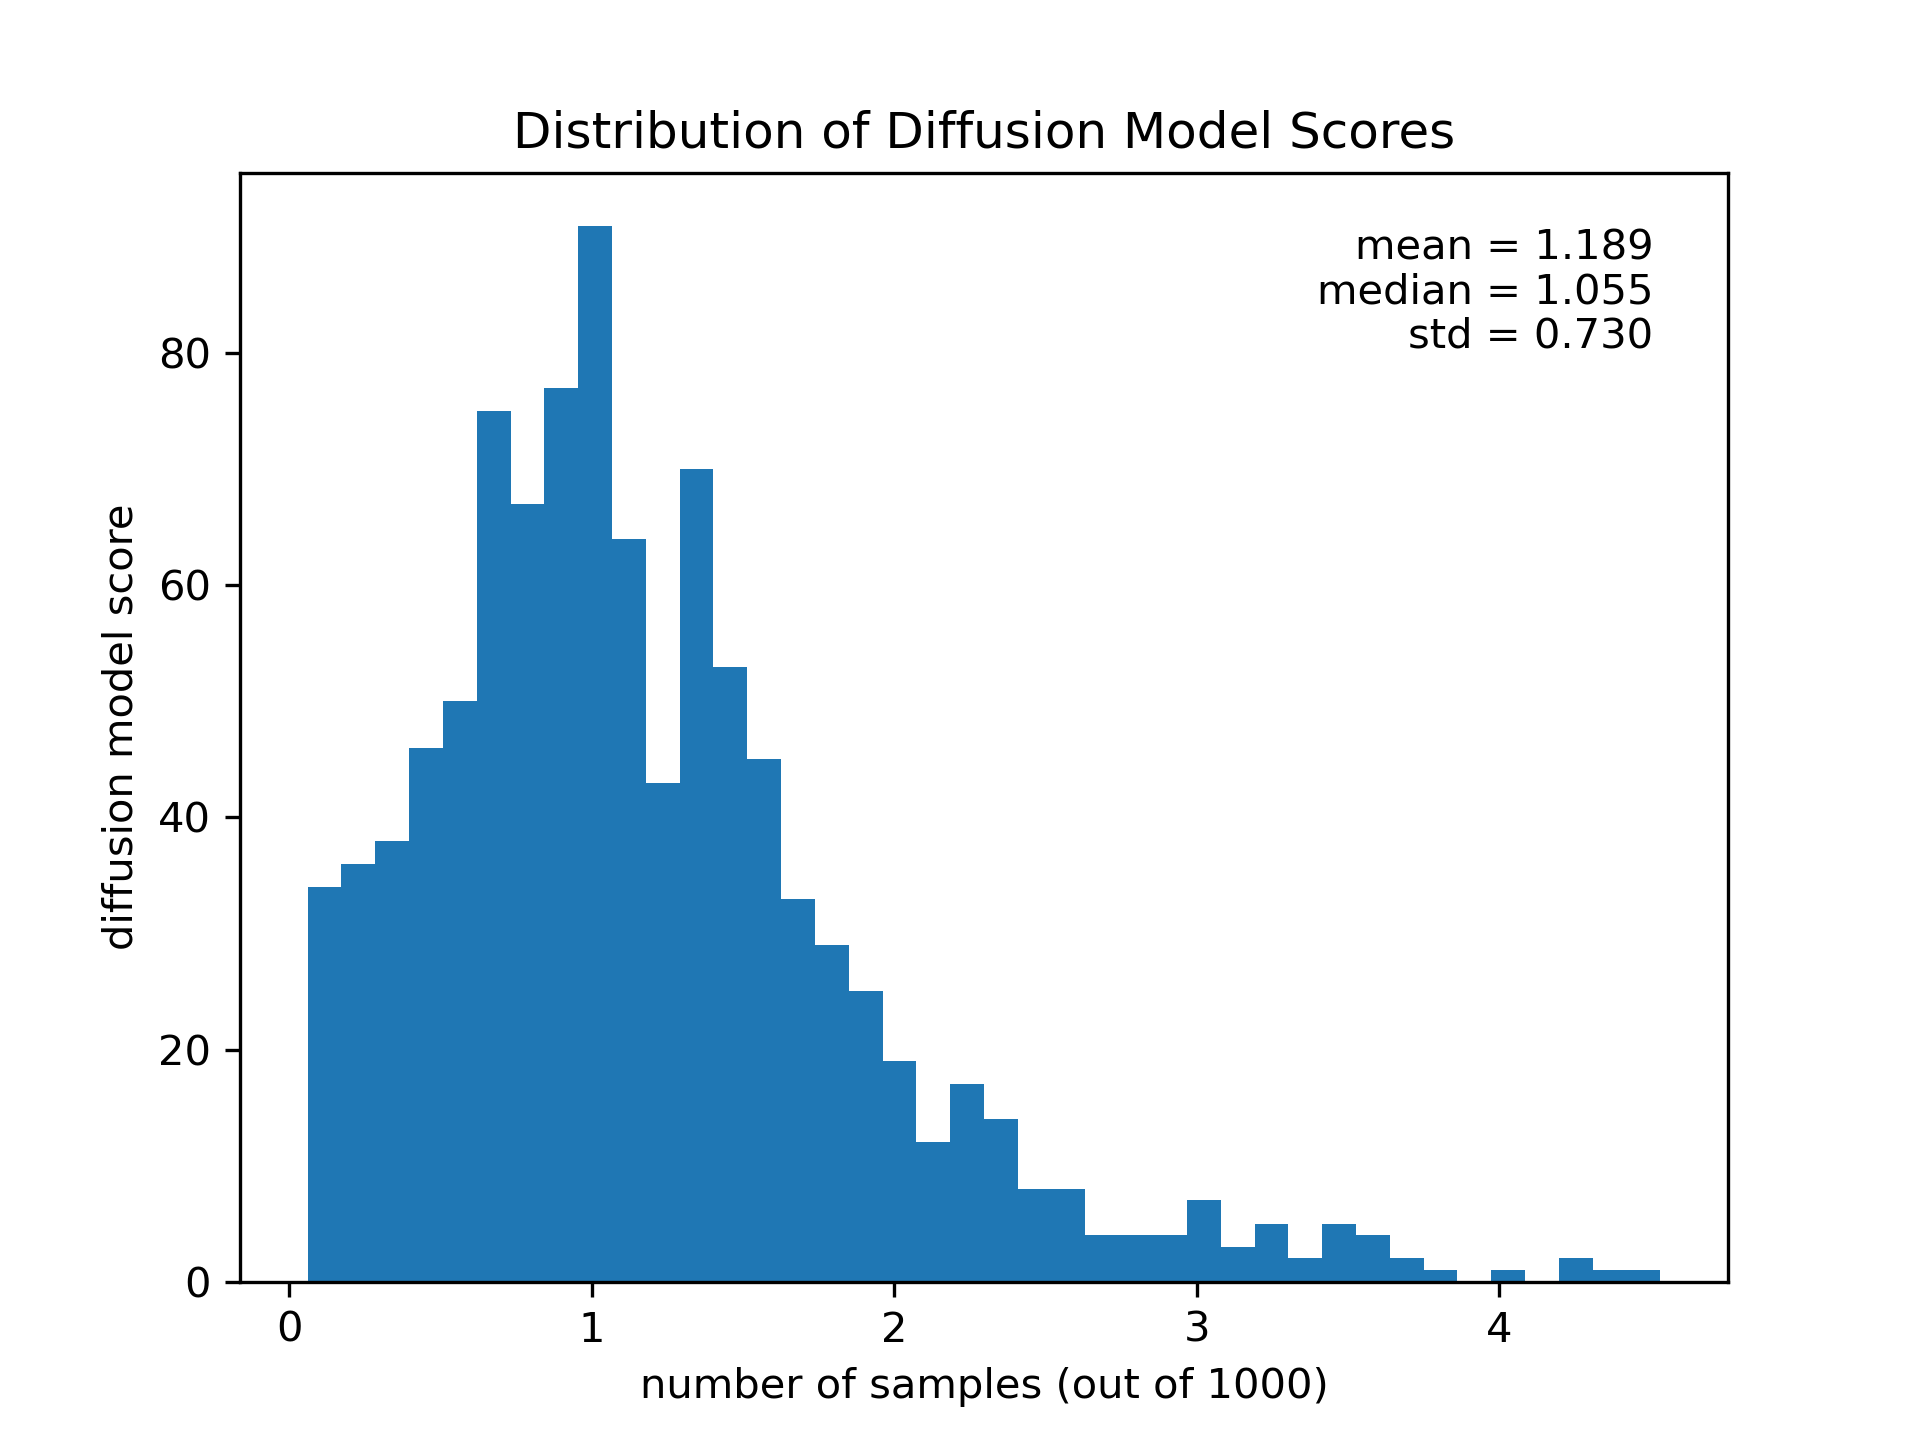 Distribution of Diffusion Model Scores
mean = 1.189
median = 1.055
std = 0.730
diffusion model score
80
60
40
20
0
0 1 2 3 4
number of samples (out of 1000)